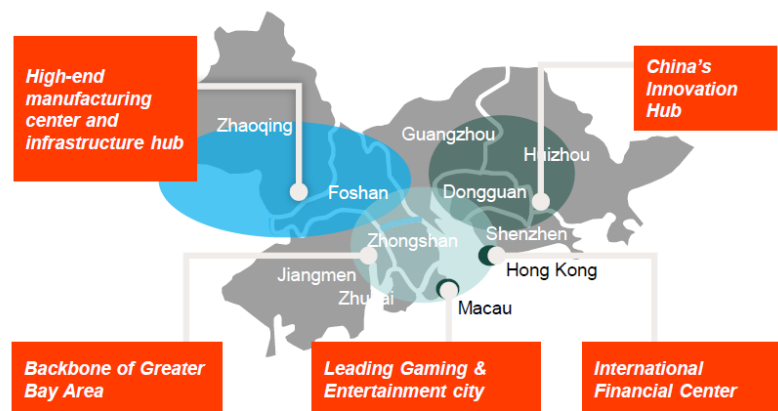 High-end
manufacturing
center and
infrastructure hub
China's
Innovation
Hub
Zhaoqing
Guangzhou
Huizhou
Foshan
Dongguan
Zhongshan
Shenzhen
Jiangmen
Hong Kong
Zhuhai
Macau
Backbone of Greater
Bay Area
Leading Gaming &
Entertainment city
International
Financial Center